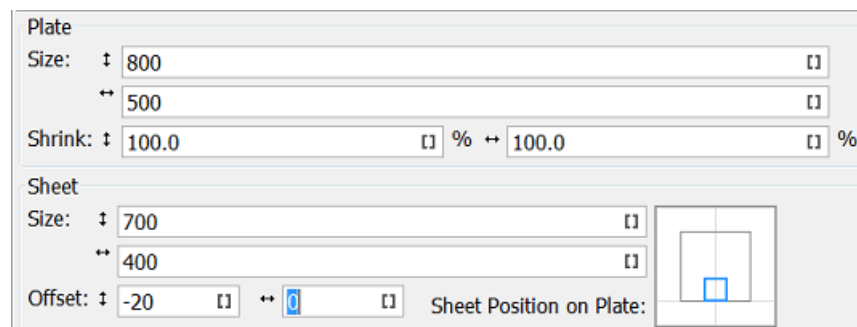 Plate
Size: ↕ 800
↔ 500
Shrink: ↕ 100.0 % ↔ 100.0 %
Sheet
Size: ↕ 700
↔ 400
Offset: ↕ -20 ↔ 0 Sheet Position on Plate: